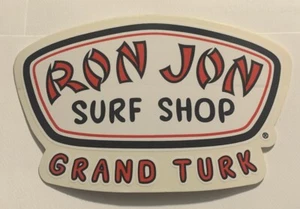 RON JON
SURF SHOP
®
GRAND TURK